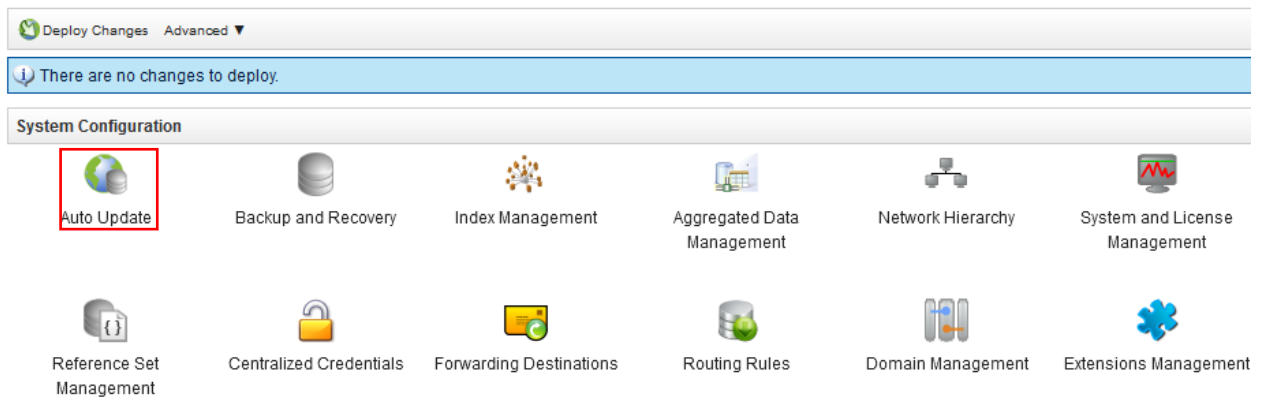 Deploy Changes Advanced ▼
There are no changes to deploy.
System Configuration
Auto Update
Backup and Recovery
Index Management
Aggregated Data
Management
Network Hierarchy
System and License
Management
Reference Set
Management
Centralized Credentials
Forwarding Destinations
Routing Rules
Domain Management
Extensions Management